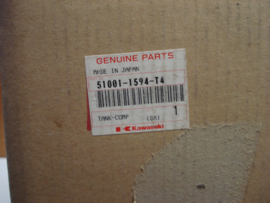 GENUINE PARTS
MADE IN JAPAN
51001-1594-T4
1
TANK-COMP
Kawasaki